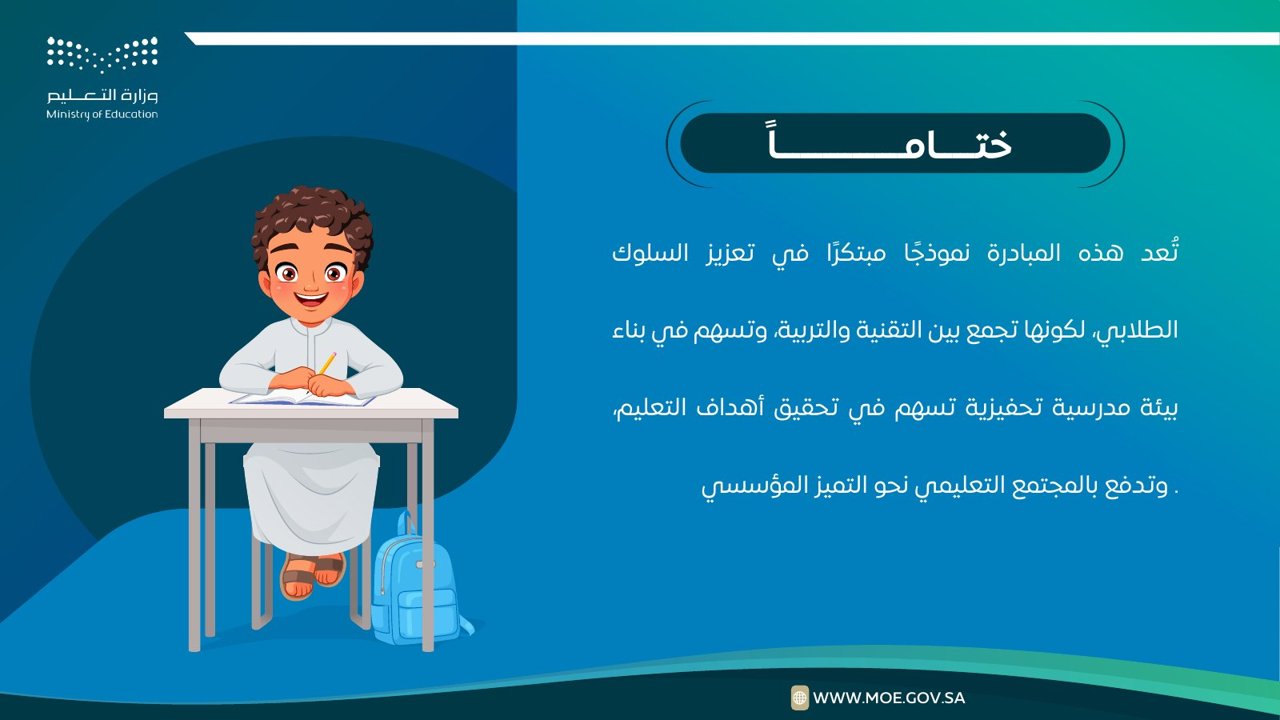 وزارة التعليم
Ministry of Education
ختاماً
تُعد هذه المبادرة نموذجًا مبتكرًا في تعزيز السلوك
الطلابي، لكونها تجمع بين التقنية والتربية، وتسهم في بناء
بيئة مدرسية تحفيزية تسهم في تحقيق أهداف التعليم،
. وتدفع بالمجتمع التعليمي نحو التميز المؤسسي
WWW.MOE.GOV.SA